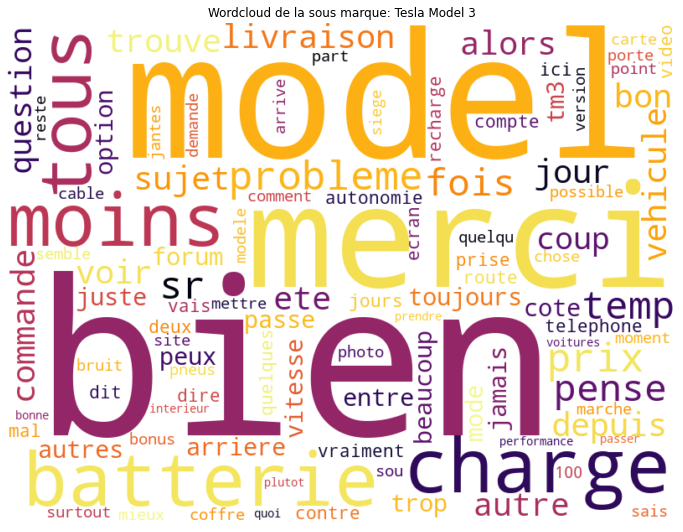 Wordcloud de la sous marque: Tesla Model 3
question
reste
tous
option
trouve
livraison
part
model
alors
ici
tm3
version
carte
porte
point
video
bon
vehicule
jantes
demande
arrive
siege
recharge
compte
sujet
probleme
fois
jour
possible
cable
comment
autonomie
moins
merci
modele
ecran
quelqu
prise
route
coup
chose
semble
voir
forum
commande
juste
sr
vais
mettre
ete
passe
jours
toujours
prendre
cote
temp
telephone
moment
voitures
bien
deux
site
bruit
pneus
peux
quelques
vitesse
photo
entre
beaucoup
mode
jamais
prix
pense
dit
dire
interieur
bonne
mal
bonus
autres
arriere
vraiment
depuis
marche
performance
passer
batterie
plutot
sou
charge
100
surtout
mieux
coffre
quoi
contre
trop
autre
sais